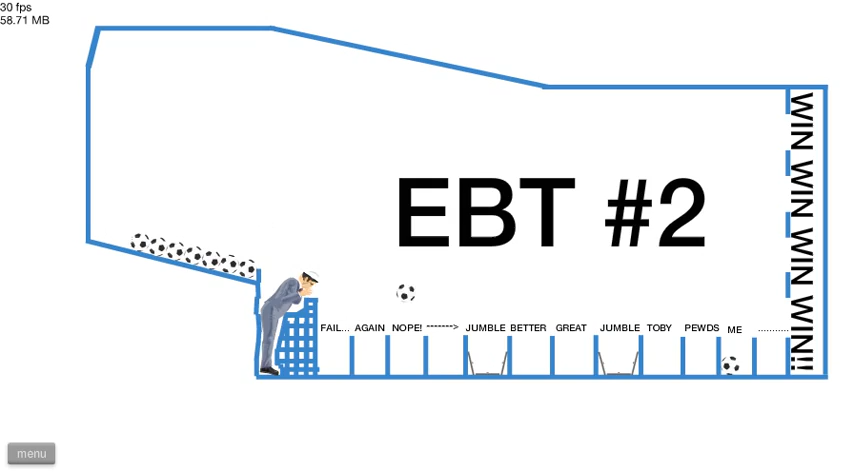 30 fps
58.71 MB
WIN WIN WIN WIN WIN!!!
EBT #2
FAIL... AGAIN NOPE! -------> JUMBLE BETTER GREAT JUMBLE TOBY PEWDS ME ...........
menu